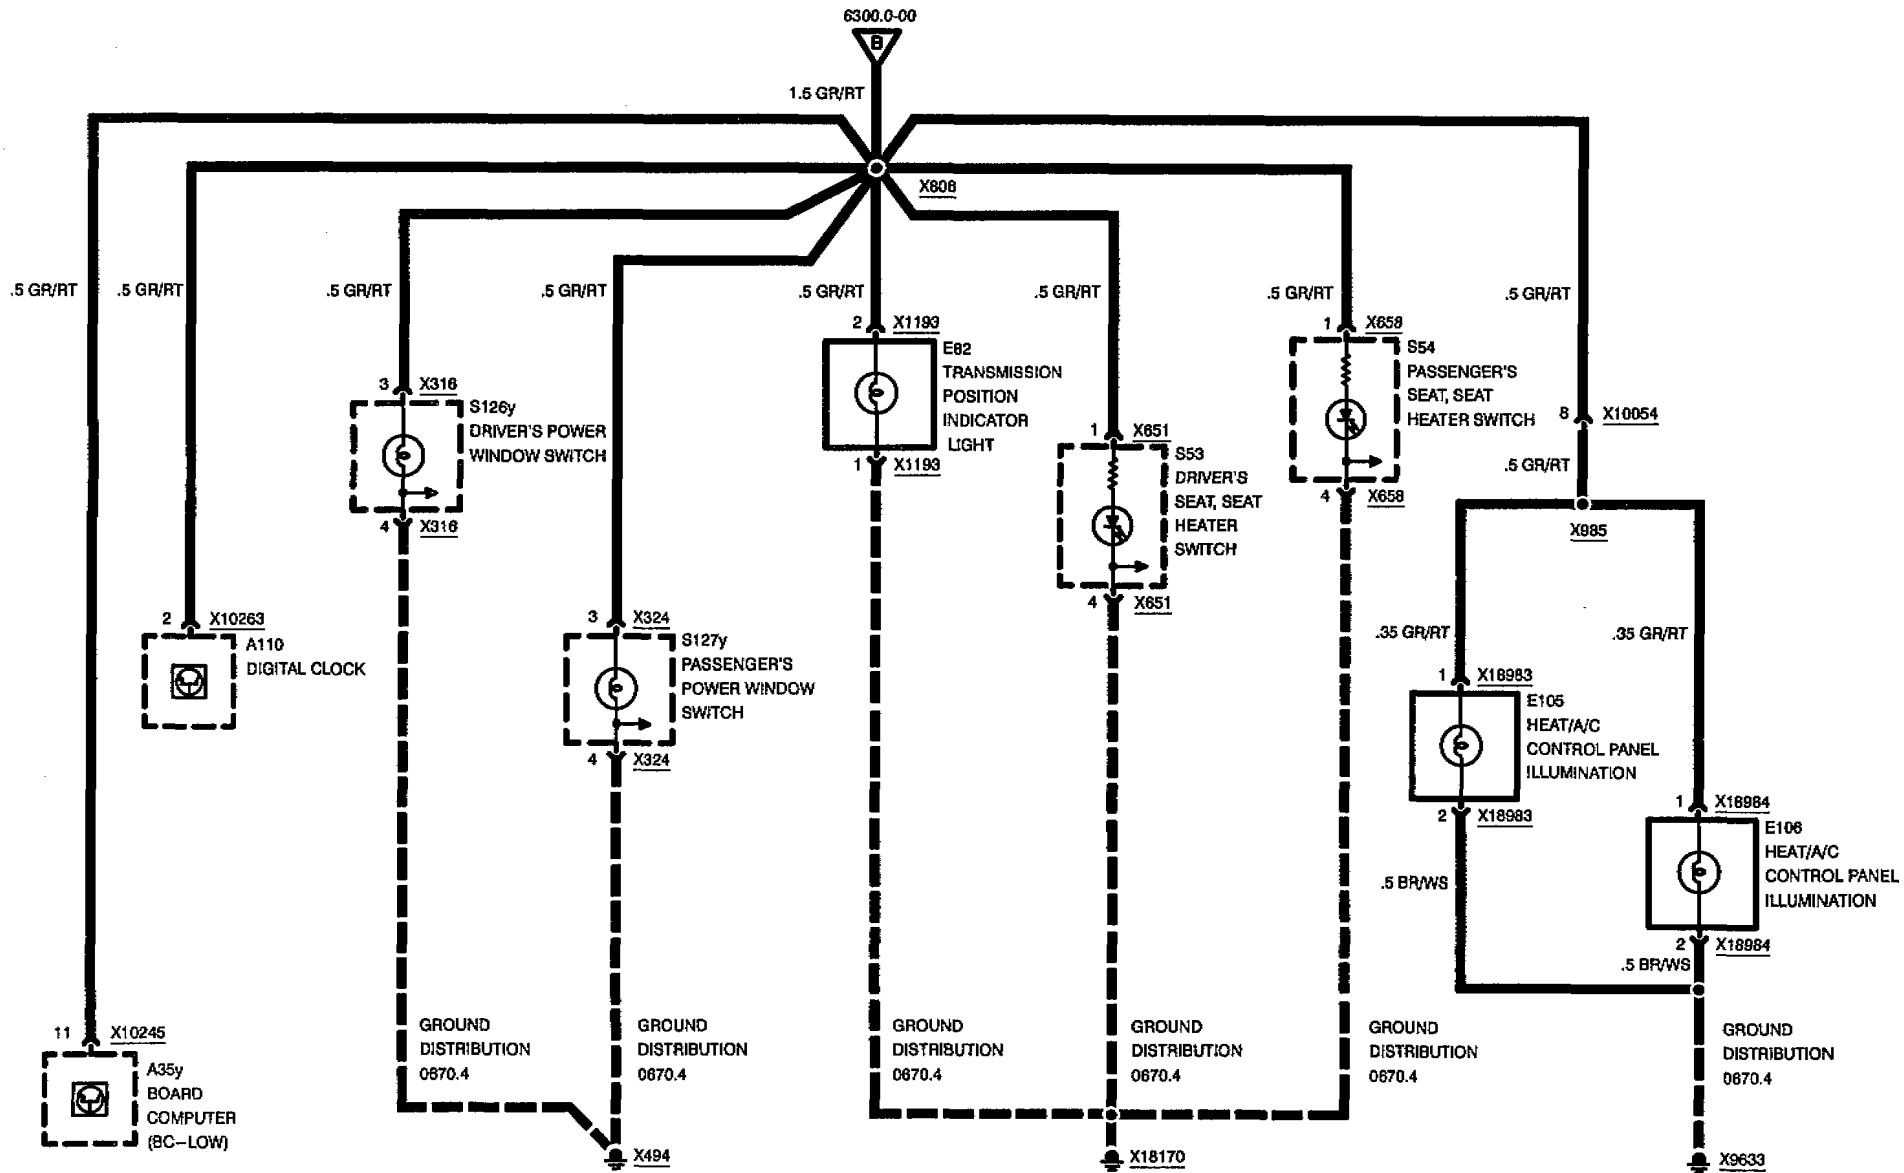 6300.0-00
B
1.5 GR/RT
X808
.5 GR/RT
.5 GR/RT
.5 GR/RT
.5 GR/RT
.5 GR/RT
.5 GR/RT
.5 GR/RT
.5 GR/RT
2 X1193
E82
TRANSMISSION
POSITION
INDICATOR
LIGHT
1 X1193
1 X658
S54
PASSENGER'S
SEAT, SEAT
HEATER SWITCH
4 X658
3 X316
S126y
DRIVER'S POWER
WINDOW SWITCH
4 X316
8 X10054
.5 GR/RT
X985
1 X651
S53
DRIVER'S
SEAT, SEAT
HEATER
SWITCH
4 X651
2 X10263
A110
DIGITAL CLOCK
3 X324
S127y
PASSENGER'S
POWER WINDOW
SWITCH
4 X324
.35 GR/RT
.35 GR/RT
1 X18983
E105
HEAT/A/C
CONTROL PANEL
ILLUMINATION
2 X18983
1 X18984
E106
HEAT/A/C
CONTROL PANEL
ILLUMINATION
2 X18984
.5 BR/WS
.5 BR/WS
11 X10245
A35y
BOARD
COMPUTER
(BC-LOW)
GROUND
DISTRIBUTION
0670.4
GROUND
DISTRIBUTION
0670.4
GROUND
DISTRIBUTION
0670.4
GROUND
DISTRIBUTION
0670.4
GROUND
DISTRIBUTION
0670.4
GROUND
DISTRIBUTION
0670.4
X494
X18170
X9633